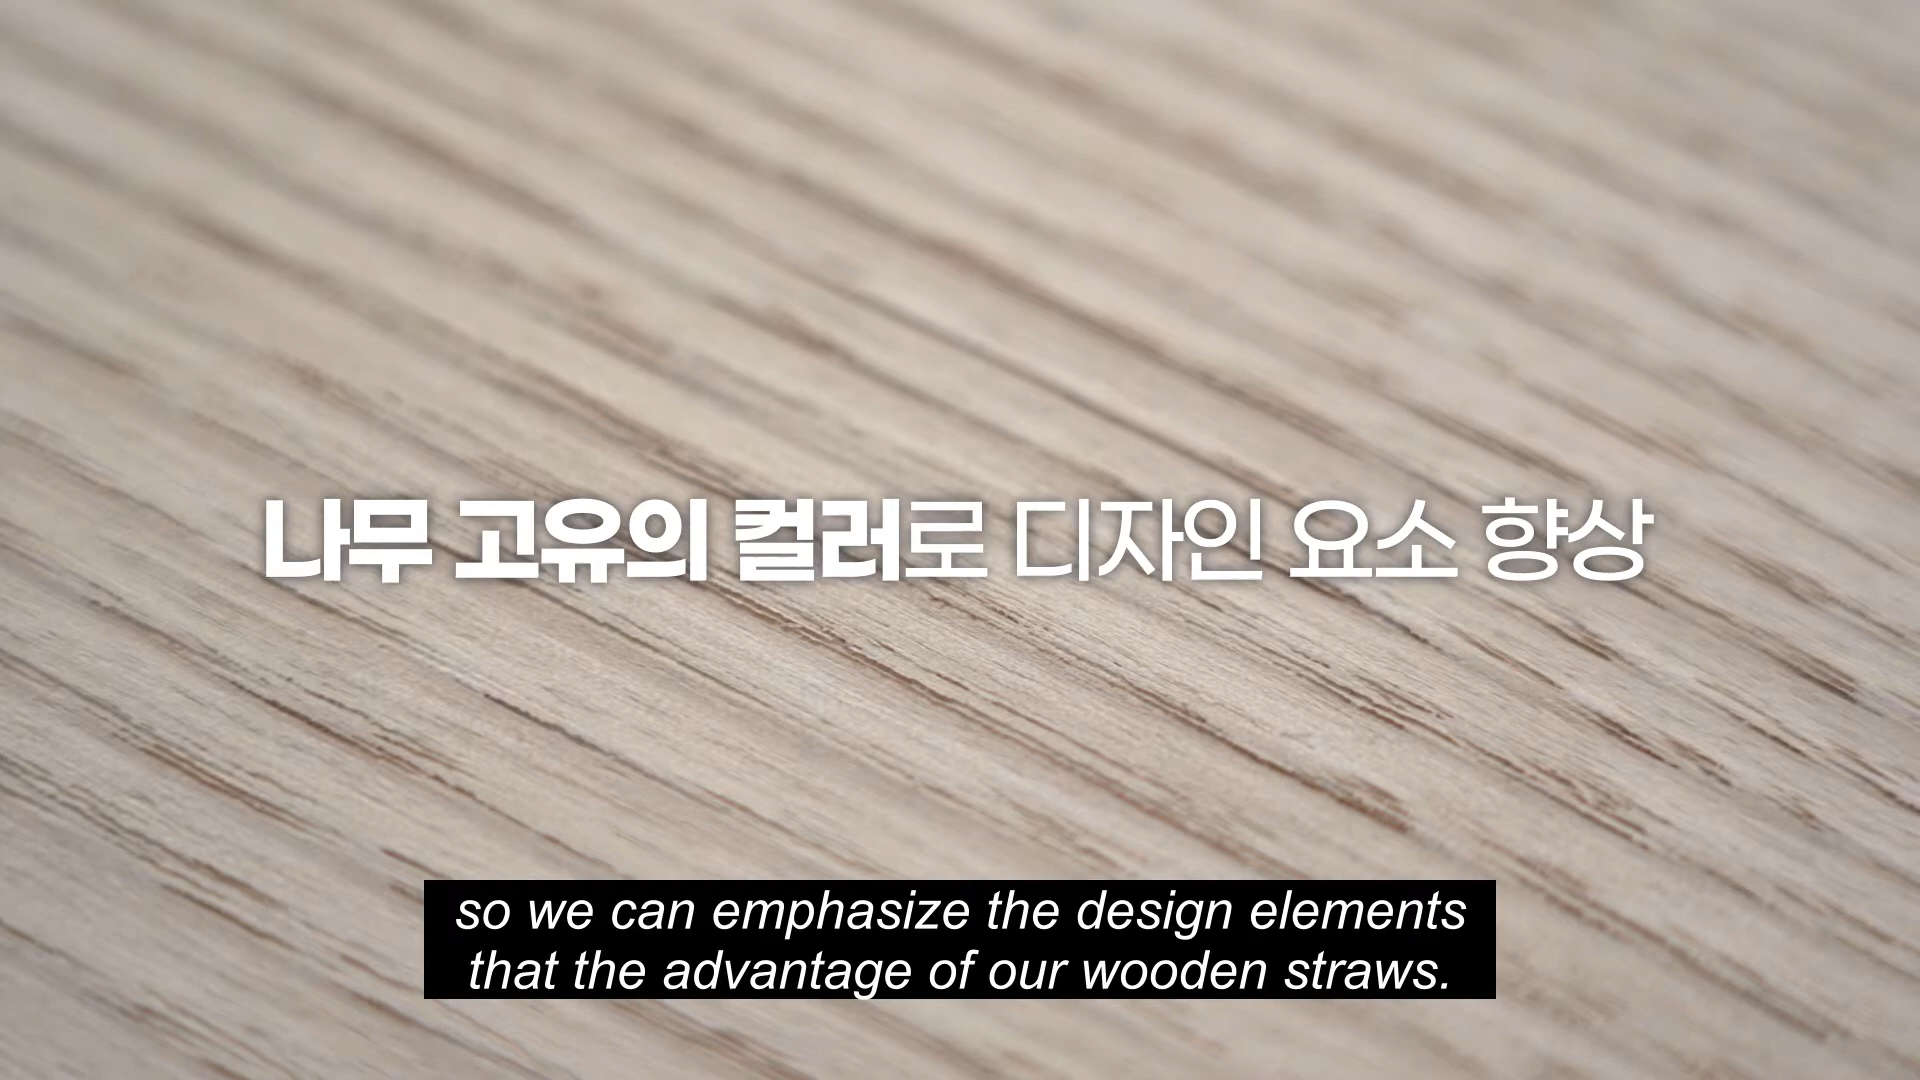 나무 고유의 컬러로 디자인 요소 향상
so we can emphasize the design elements
that the advantage of our wooden straws.